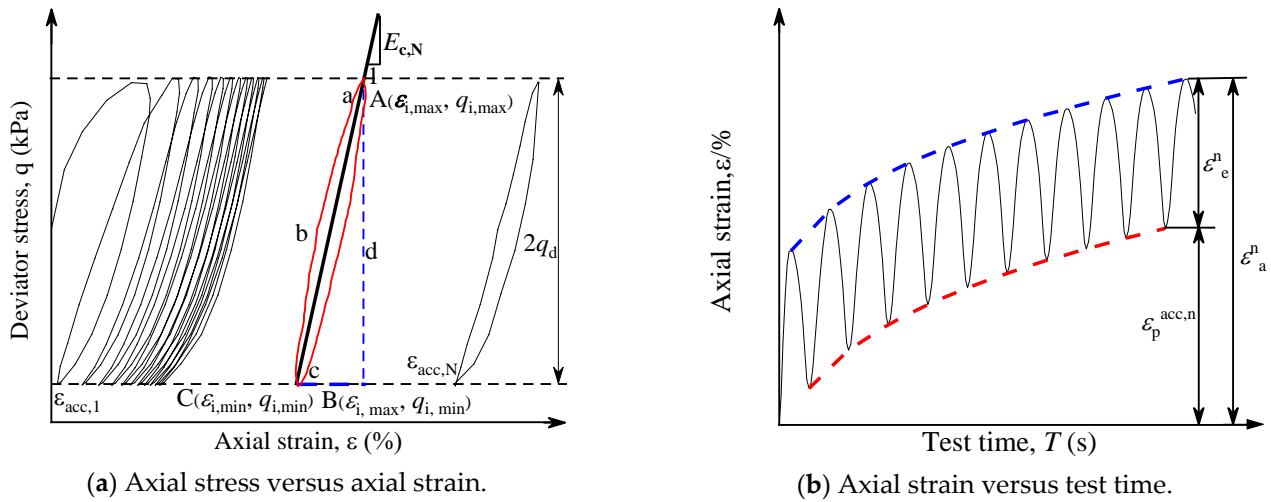 Deviator stress, q (kPa)
E_c,N
1
a
A(ε_i,max, q_i,max)
b
d
2q_d
c
ε_acc,N
ε_acc,1
C(ε_i,min, q_i,min)
B(ε_i, max, q_i, min)
Axial strain, ε (%)
(a) Axial stress versus axial strain.
Axial strain,ε/%
ε^n_e
ε^n_a
ε_p^acc,n
Test time, T (s)
(b) Axial strain versus test time.